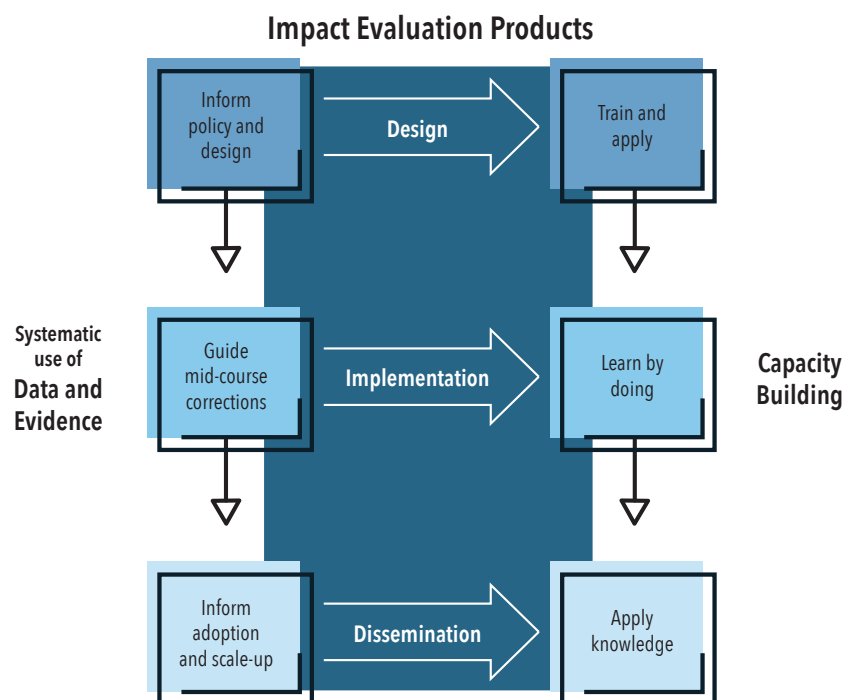 Impact Evaluation Products
Inform
policy and
design
Design
Train and
apply
Systematic
use of
Data and
Evidence
Guide
mid-course
corrections
Implementation
Learn by
doing
Capacity
Building
Inform
adoption
and scale-up
Dissemination
Apply
knowledge